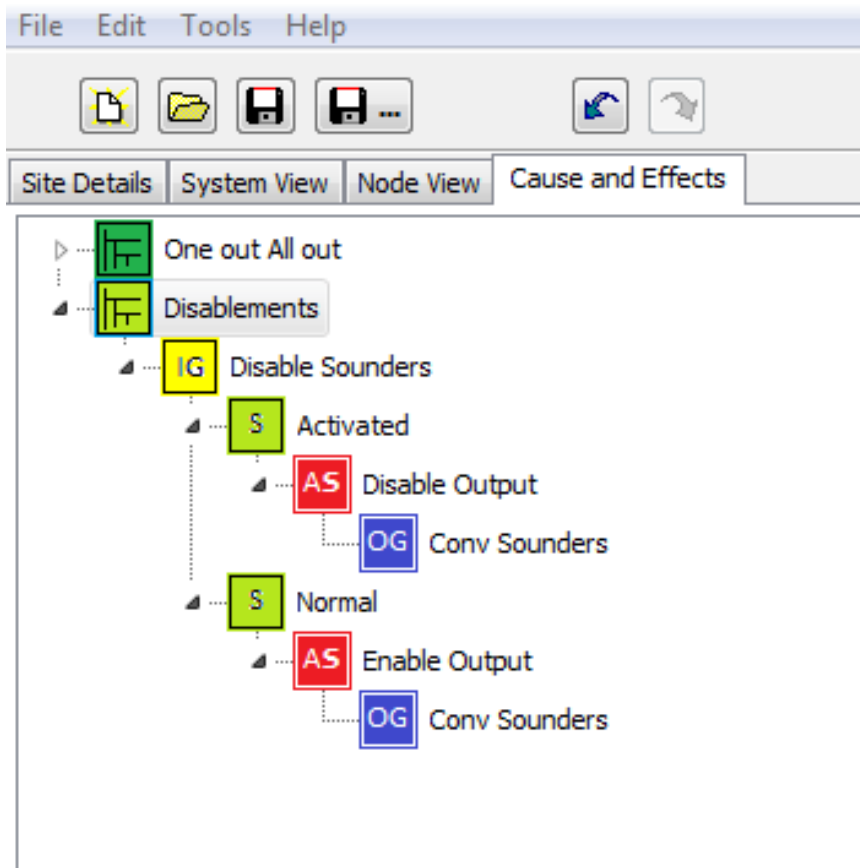 File Edit Tools Help
...
Site Details System View Node View Cause and Effects
One out All out
Disablements
IG Disable Sounders
S Activated
AS Disable Output
OG Conv Sounders
S Normal
AS Enable Output
OG Conv Sounders